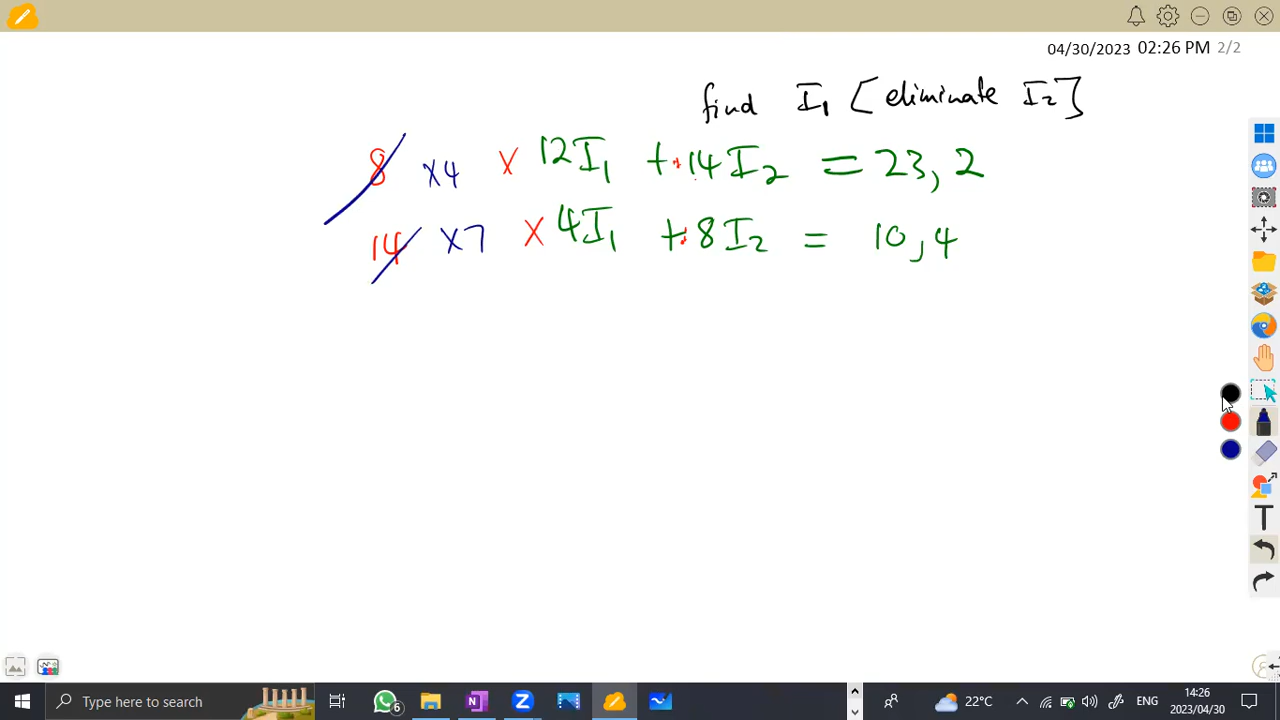 04/30/2023 02:26 PM 2/2
find I1 [eliminate I2]
8 x4 x 12I1 + 14I2 = 23,2
14 x7 x 4I1 + 8I2 = 10,4
T
Type here to search
6
N
22°C
ENG
14:26
2023/04/30